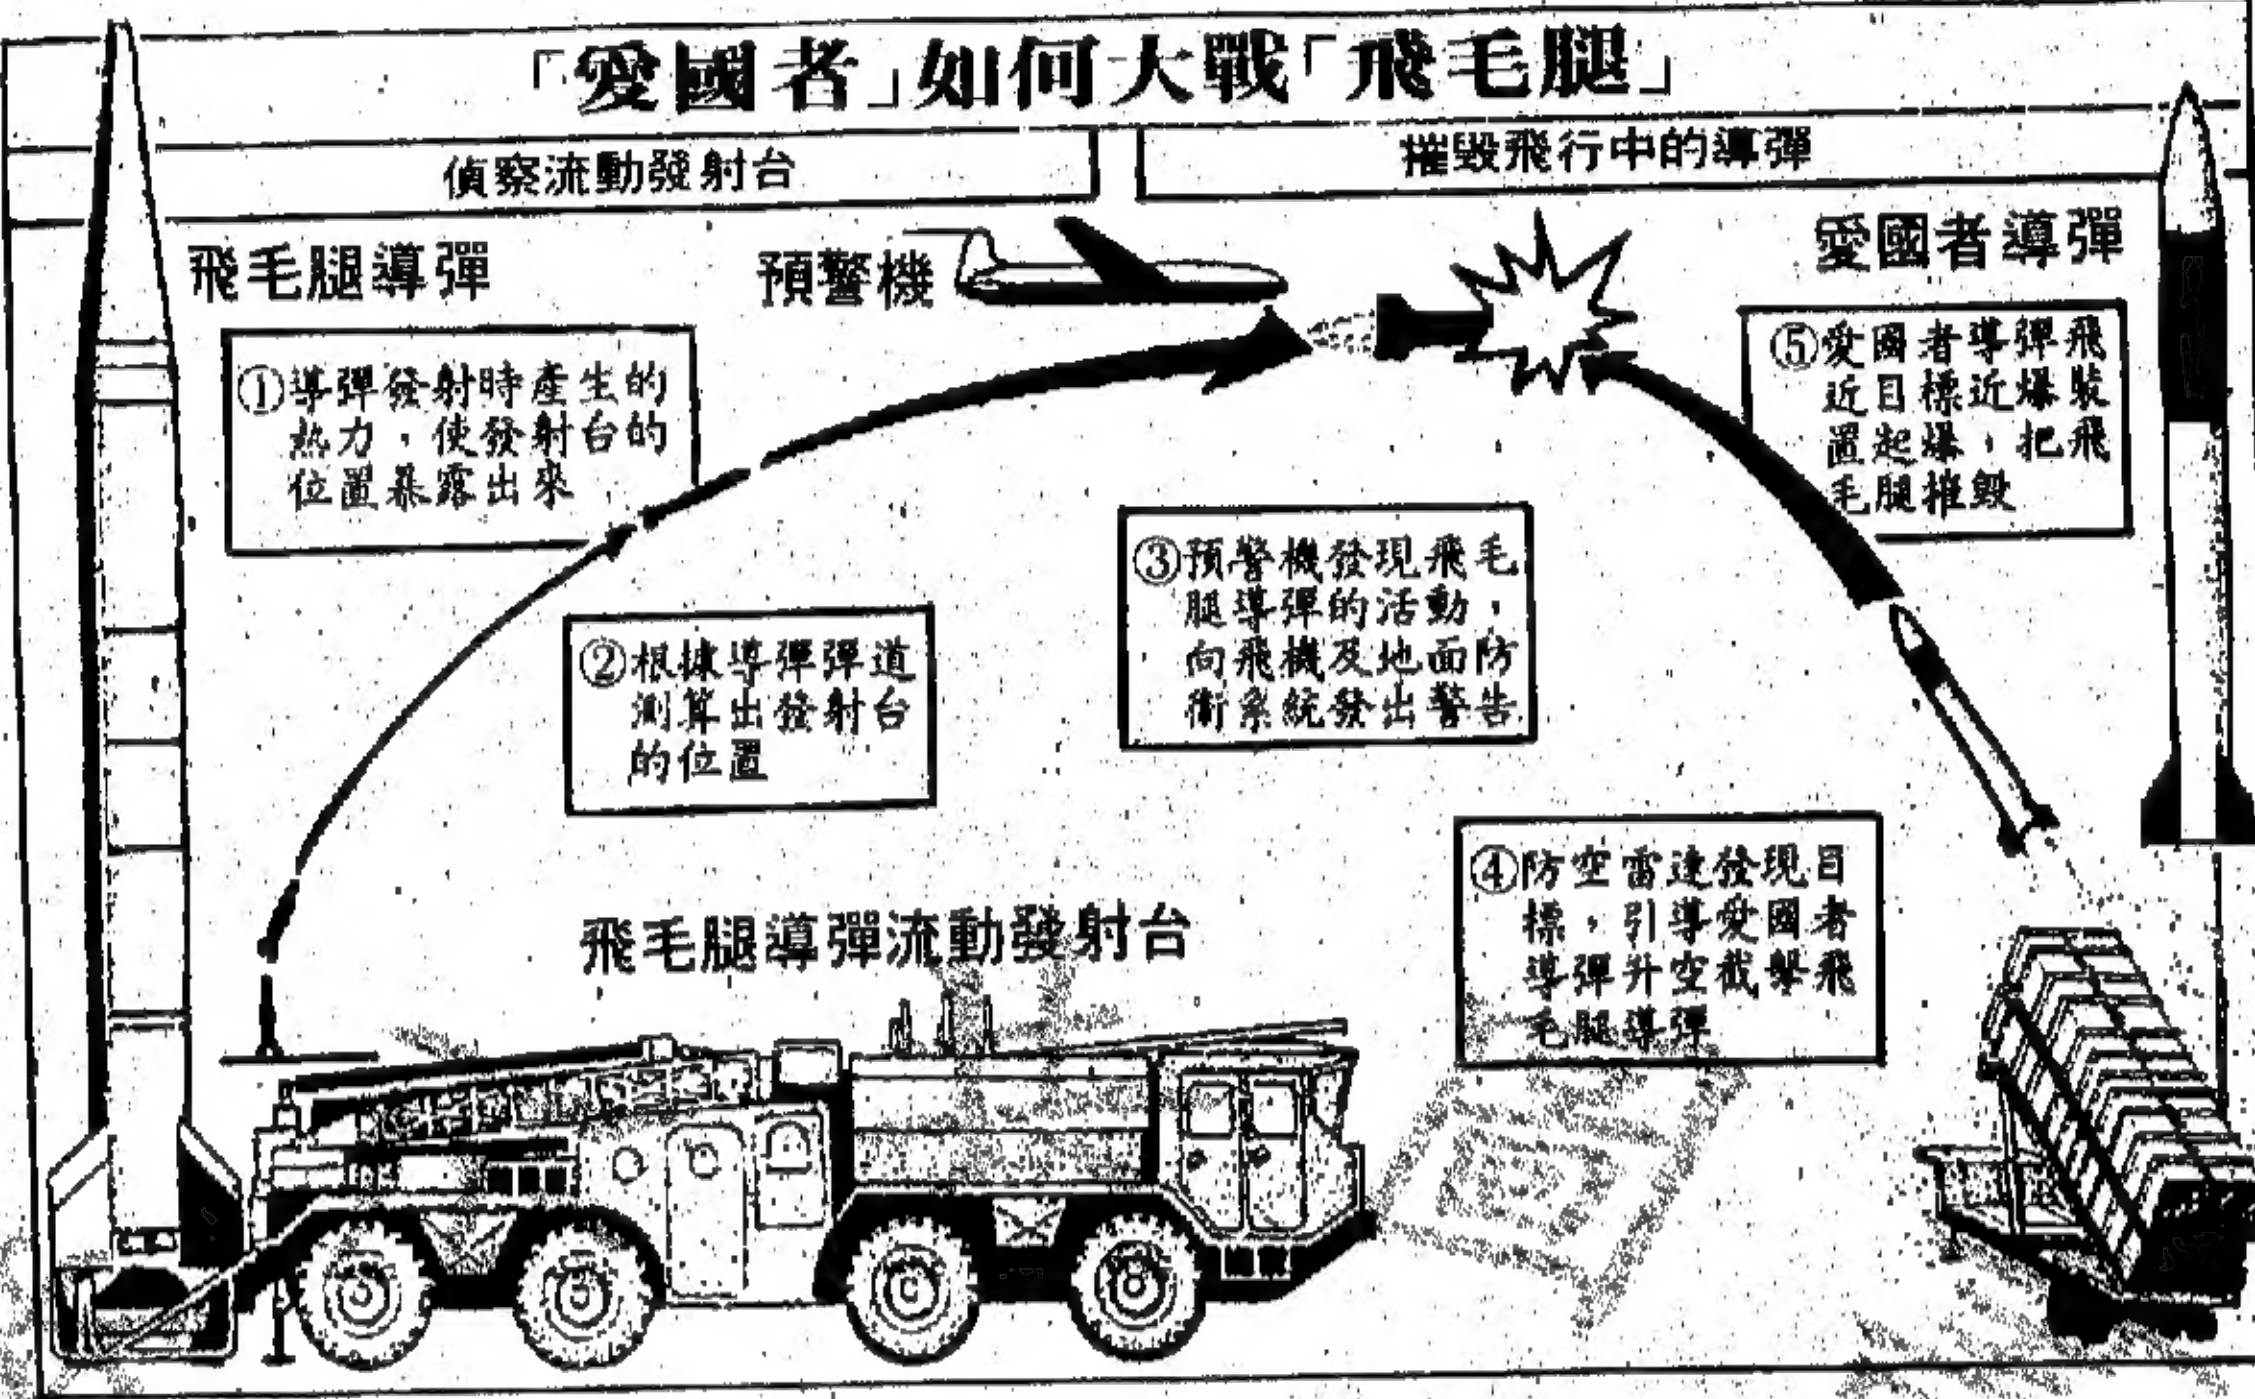 「愛國者」如何大戰「飛毛腿」
偵察流動發射台
摧毀飛行中的導彈
飛毛腿導彈
預警機
愛國者導彈
①導彈發射時產生的
熱力，使發射台的
位置暴露出來
②根據導彈彈道
測算出發射台
的位置
③預警機發現飛毛
腿導彈的活動，
向飛機及地面防
衛系統發出警告
④防空雷達發現目
標，引導愛國者
導彈升空截擊飛
毛腿導彈
⑤愛國者導彈飛
近目標近爆裝
置起爆，把飛
毛腿摧毀
飛毛腿導彈流動發射台